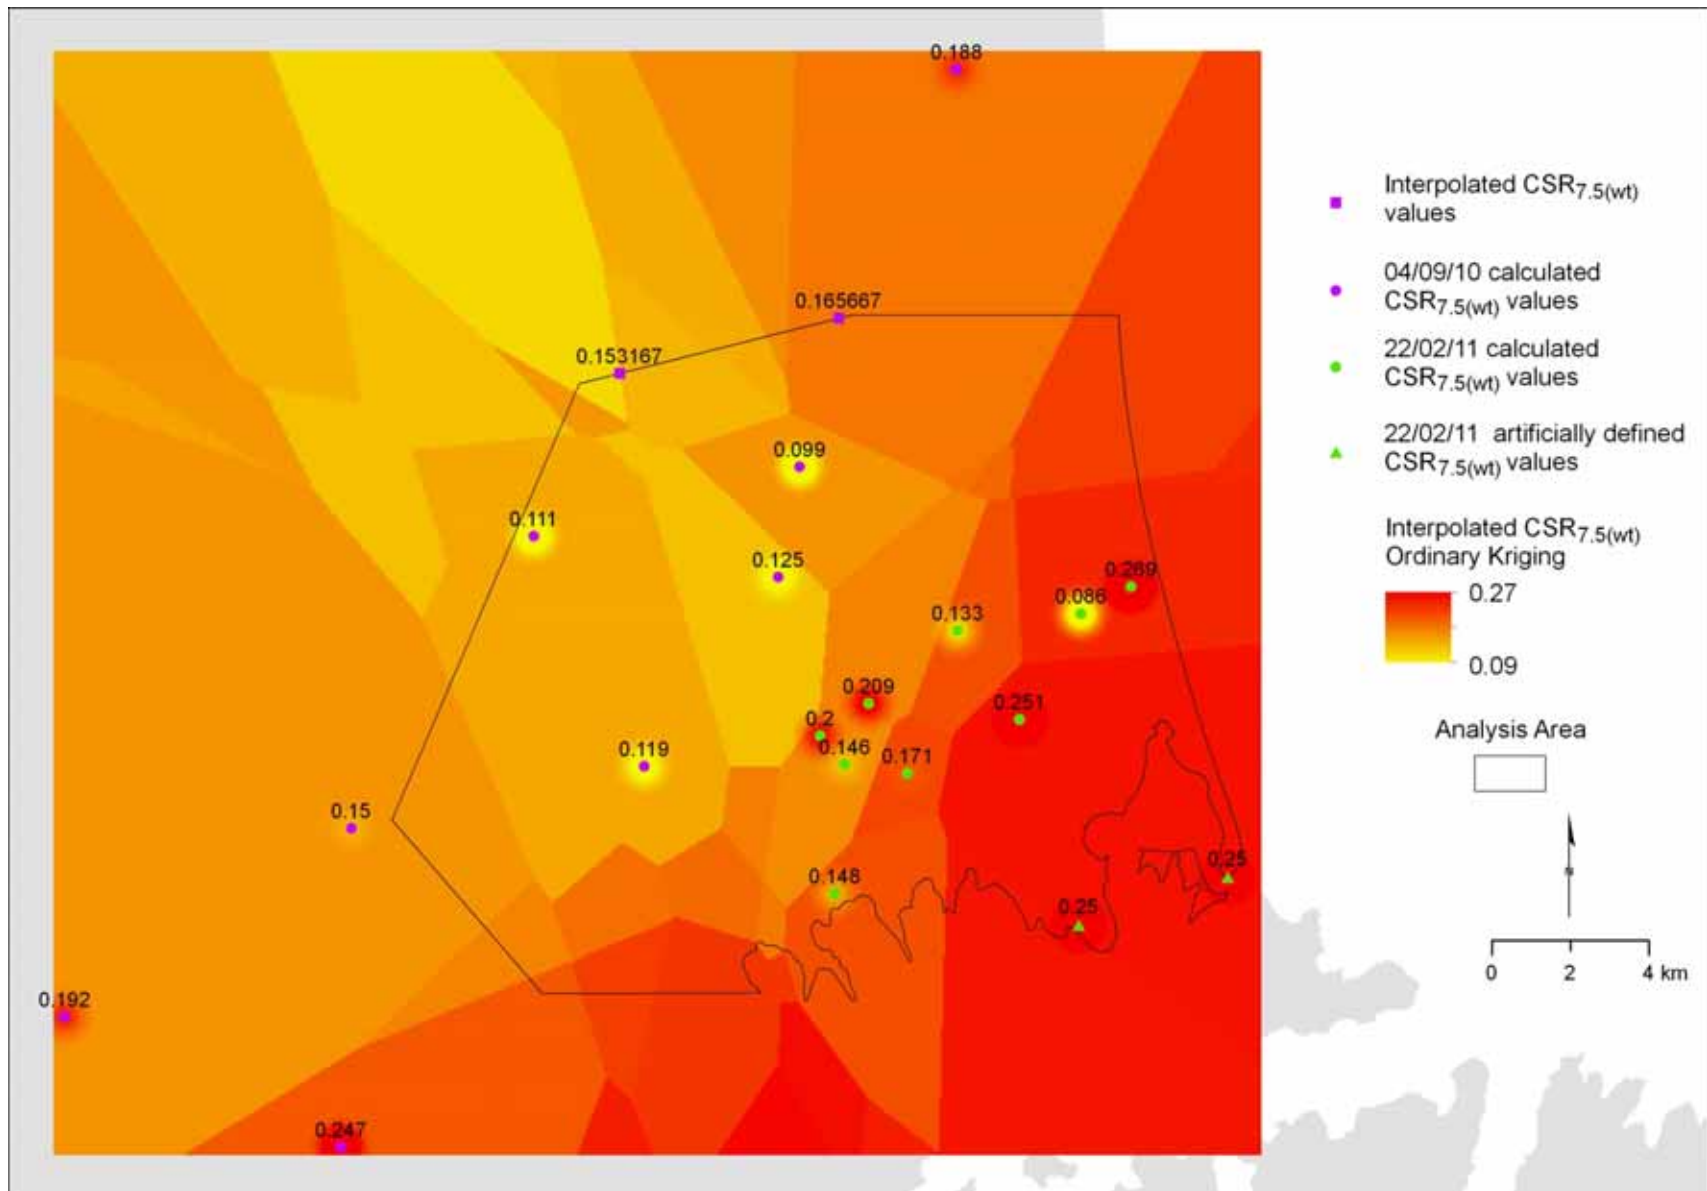 0.188
0.165667
0.153167
0.099
0.111
0.125
0.269
0.086
0.133
0.209
0.251
0.2
0.146
0.171
0.119
0.15
0.148
0.25
0.25
0.192
0.247
Interpolated CSR7.5(wt)
values
04/09/10 calculated
CSR7.5(wt) values
22/02/11 calculated
CSR7.5(wt) values
22/02/11 artificially defined
CSR7.5(wt) values
Interpolated CSR7.5(wt)
Ordinary Kriging
0.27
0.09
Analysis Area
N
0 2 4 km